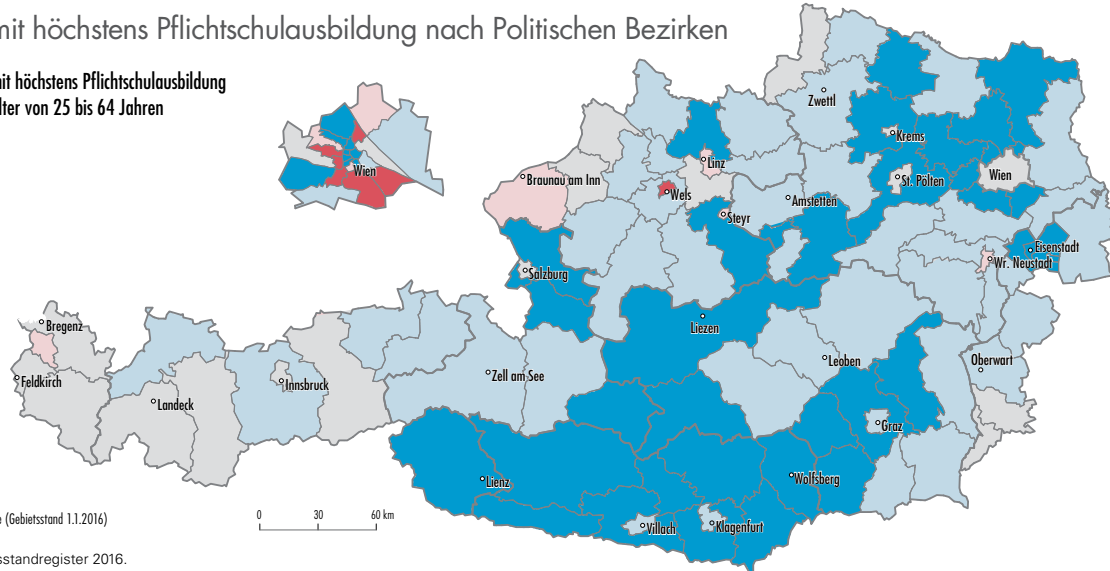 mit höchstens Pflichtschulausbildung nach Politischen Bezirken
mit höchstens Pflichtschulausbildung
lter von 25 bis 64 Jahren
Zwettl
Krems
Wien
Linz
Braunau am Inn
Wels
St. Pölten
Wien
Amstetten
Steyr
Eisenstadt
Wr. Neustadt
Salzburg
Bregenz
Liezen
Oberwart
Leoben
Zell am See
Feldkirch
Innsbruck
Landeck
Graz
Lienz
Wolfsberg
Villach
Klagenfurt
e (Gebietsstand 1.1.2016)
0 30 60 km
sstandregister 2016.